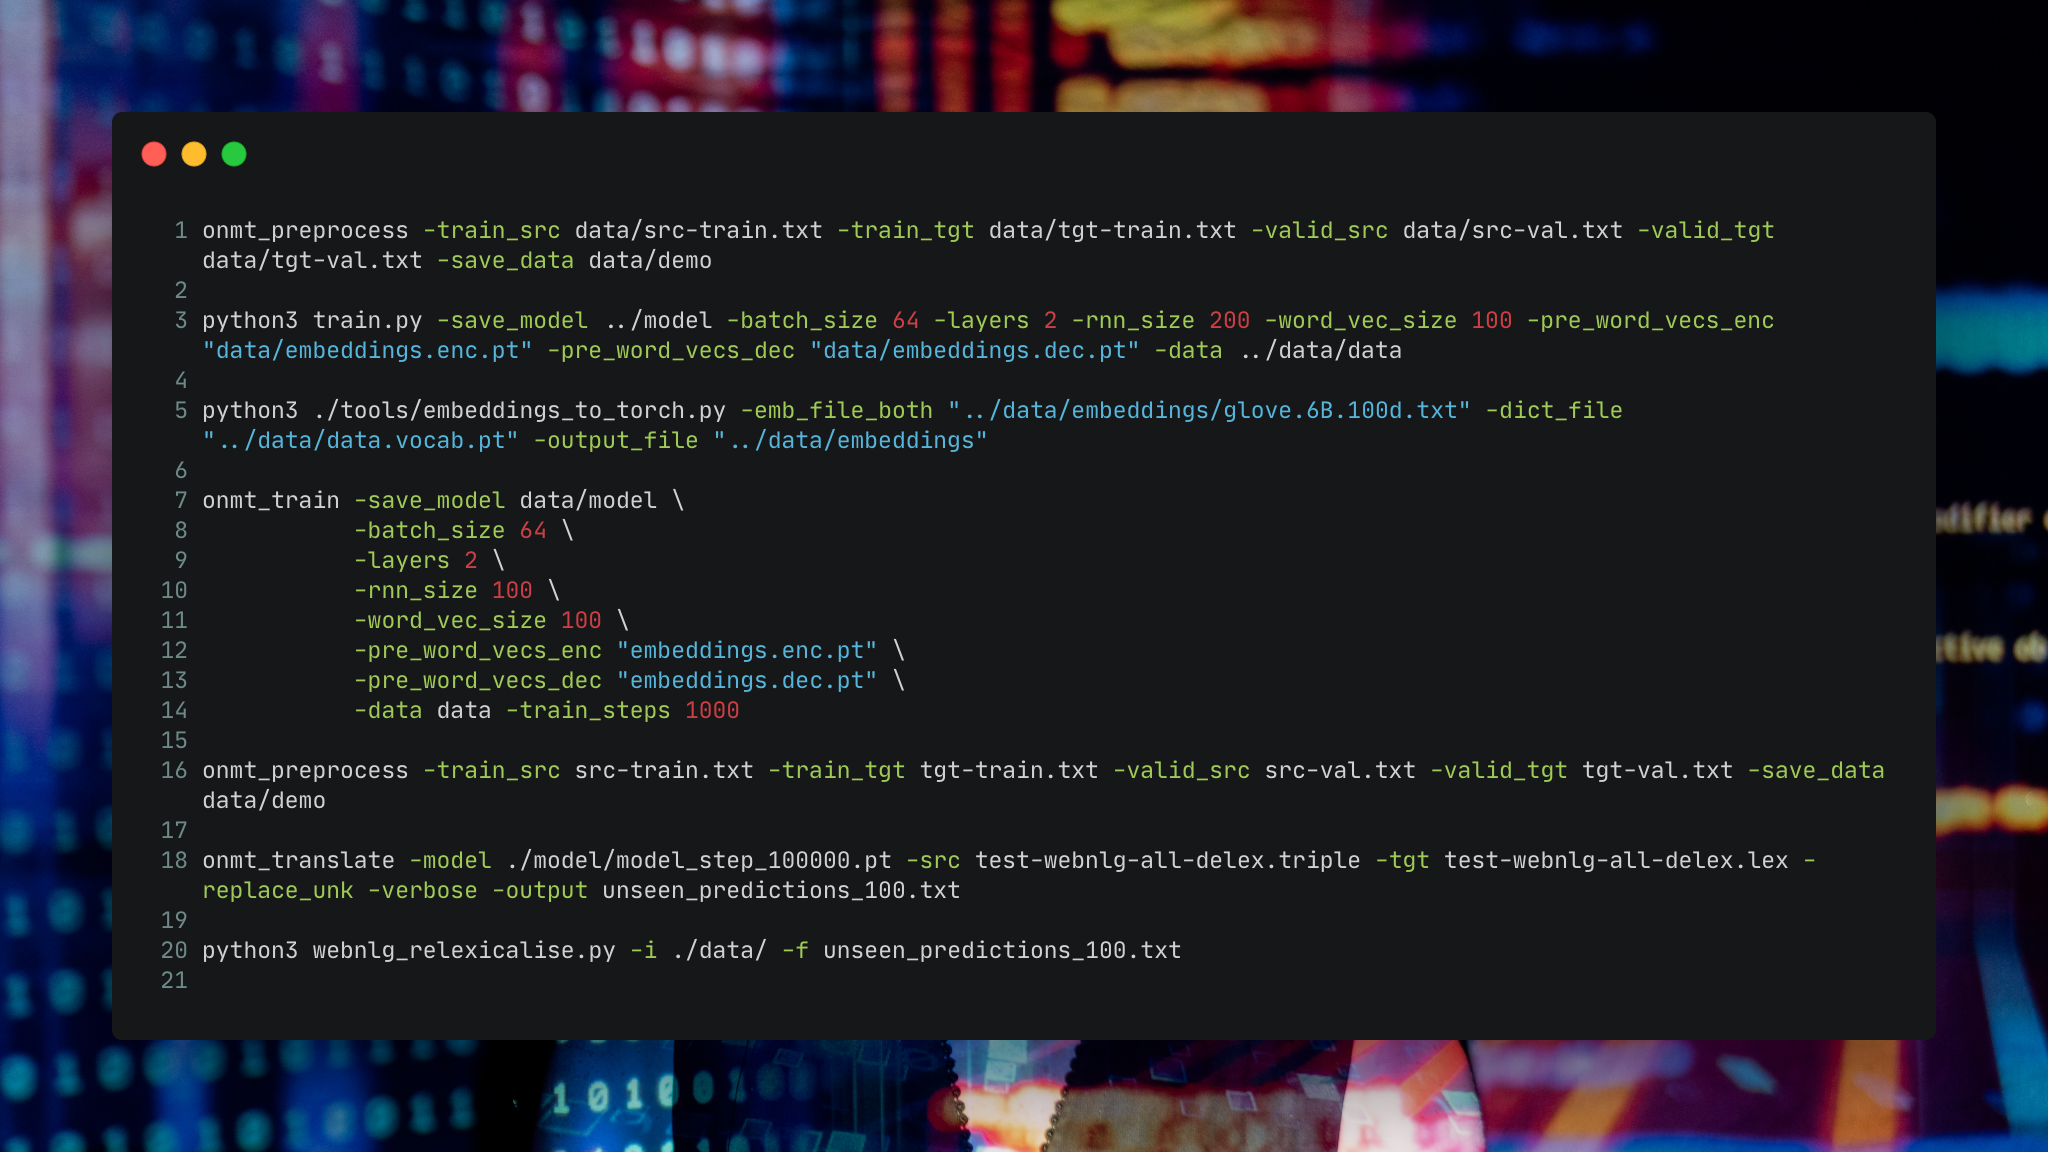 1 onmt_preprocess -train_src data/src-train.txt -train_tgt data/tgt-train.txt -valid_src data/src-val.txt -valid_tgt
data/tgt-val.txt -save_data data/demo
2
3 python3 train.py -save_model ../model -batch_size 64 -layers 2 -rnn_size 200 -word_vec_size 100 -pre_word_vecs_enc
"data/embeddings.enc.pt" -pre_word_vecs_dec "data/embeddings.dec.pt" -data ../data/data
4
5 python3 ./tools/embeddings_to_torch.py -emb_file_both "../data/embeddings/glove.6B.100d.txt" -dict_file
"../data/data.vocab.pt" -output_file "../data/embeddings"
6
7 onmt_train -save_model data/model \
8 -batch_size 64 \
9 -layers 2 \
10 -rnn_size 100 \
11 -word_vec_size 100 \
12 -pre_word_vecs_enc "embeddings.enc.pt" \
13 -pre_word_vecs_dec "embeddings.dec.pt" \
14 -data data -train_steps 1000
15
16 onmt_preprocess -train_src src-train.txt -train_tgt tgt-train.txt -valid_src src-val.txt -valid_tgt tgt-val.txt -save_data
data/demo
17
18 onmt_translate -model ./model/model_step_100000.pt -src test-webnlg-all-delex.triple -tgt test-webnlg-all-delex.lex -
replace_unk -verbose -output unseen_predictions_100.txt
19
20 python3 webnlg_relexicalise.py -i ./data/ -f unseen_predictions_100.txt
21